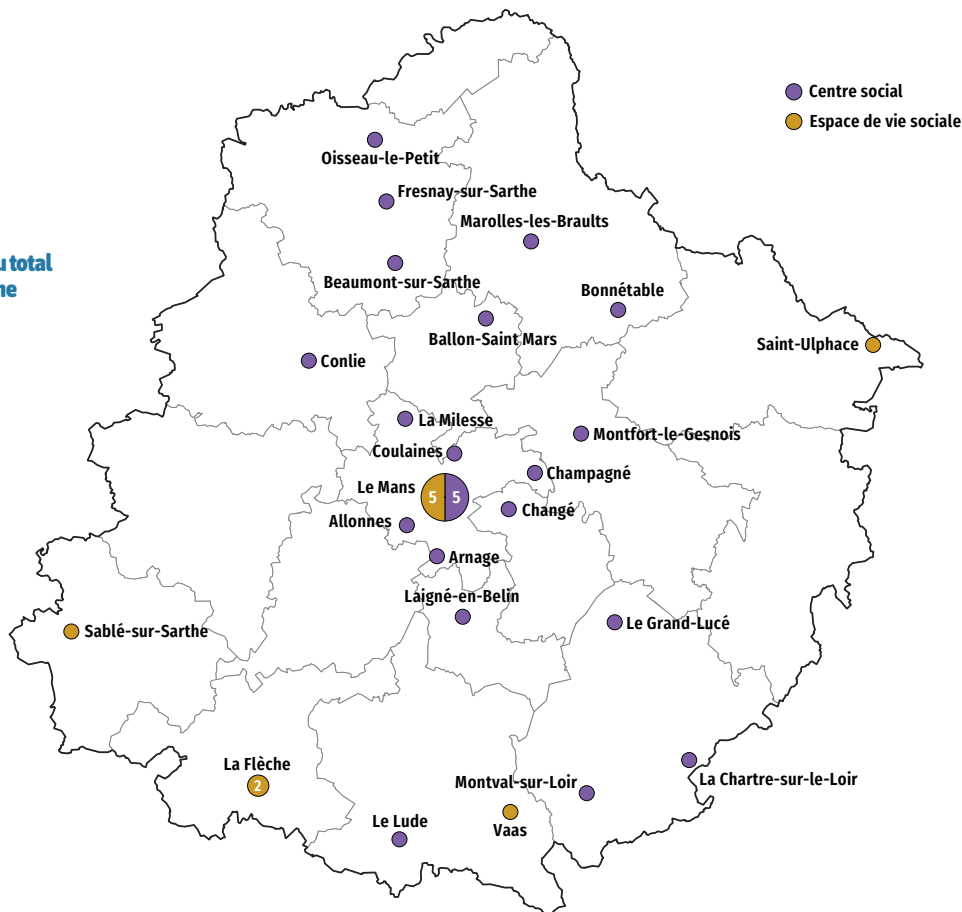 Centre social
Espace de vie sociale
Oisseau-le-Petit
Fresnay-sur-Sarthe
Marolles-les-Braults
total
Beaumont-sur-Sarthe
Bonnétable
Ballon-Saint Mars
Saint-Ulphace
Conlie
La Milesse
Montfort-le-Gesnois
Coulaines
Champagné
Le Mans
5 5
Changé
Allonnes
Arnage
Laigné-en-Belin
Le Grand-Lucé
Sablé-sur-Sarthe
La Flèche
2
Montval-sur-Loir
La Chartre-sur-le-Loir
Le Lude
Vaas